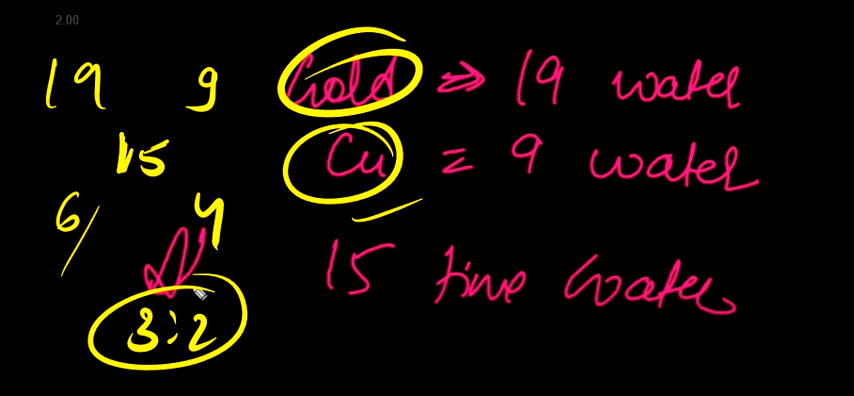 2.00
19 9 Gold ⇒ 19 water
15 Cu = 9 water
6/ 4
15 time water
3:2